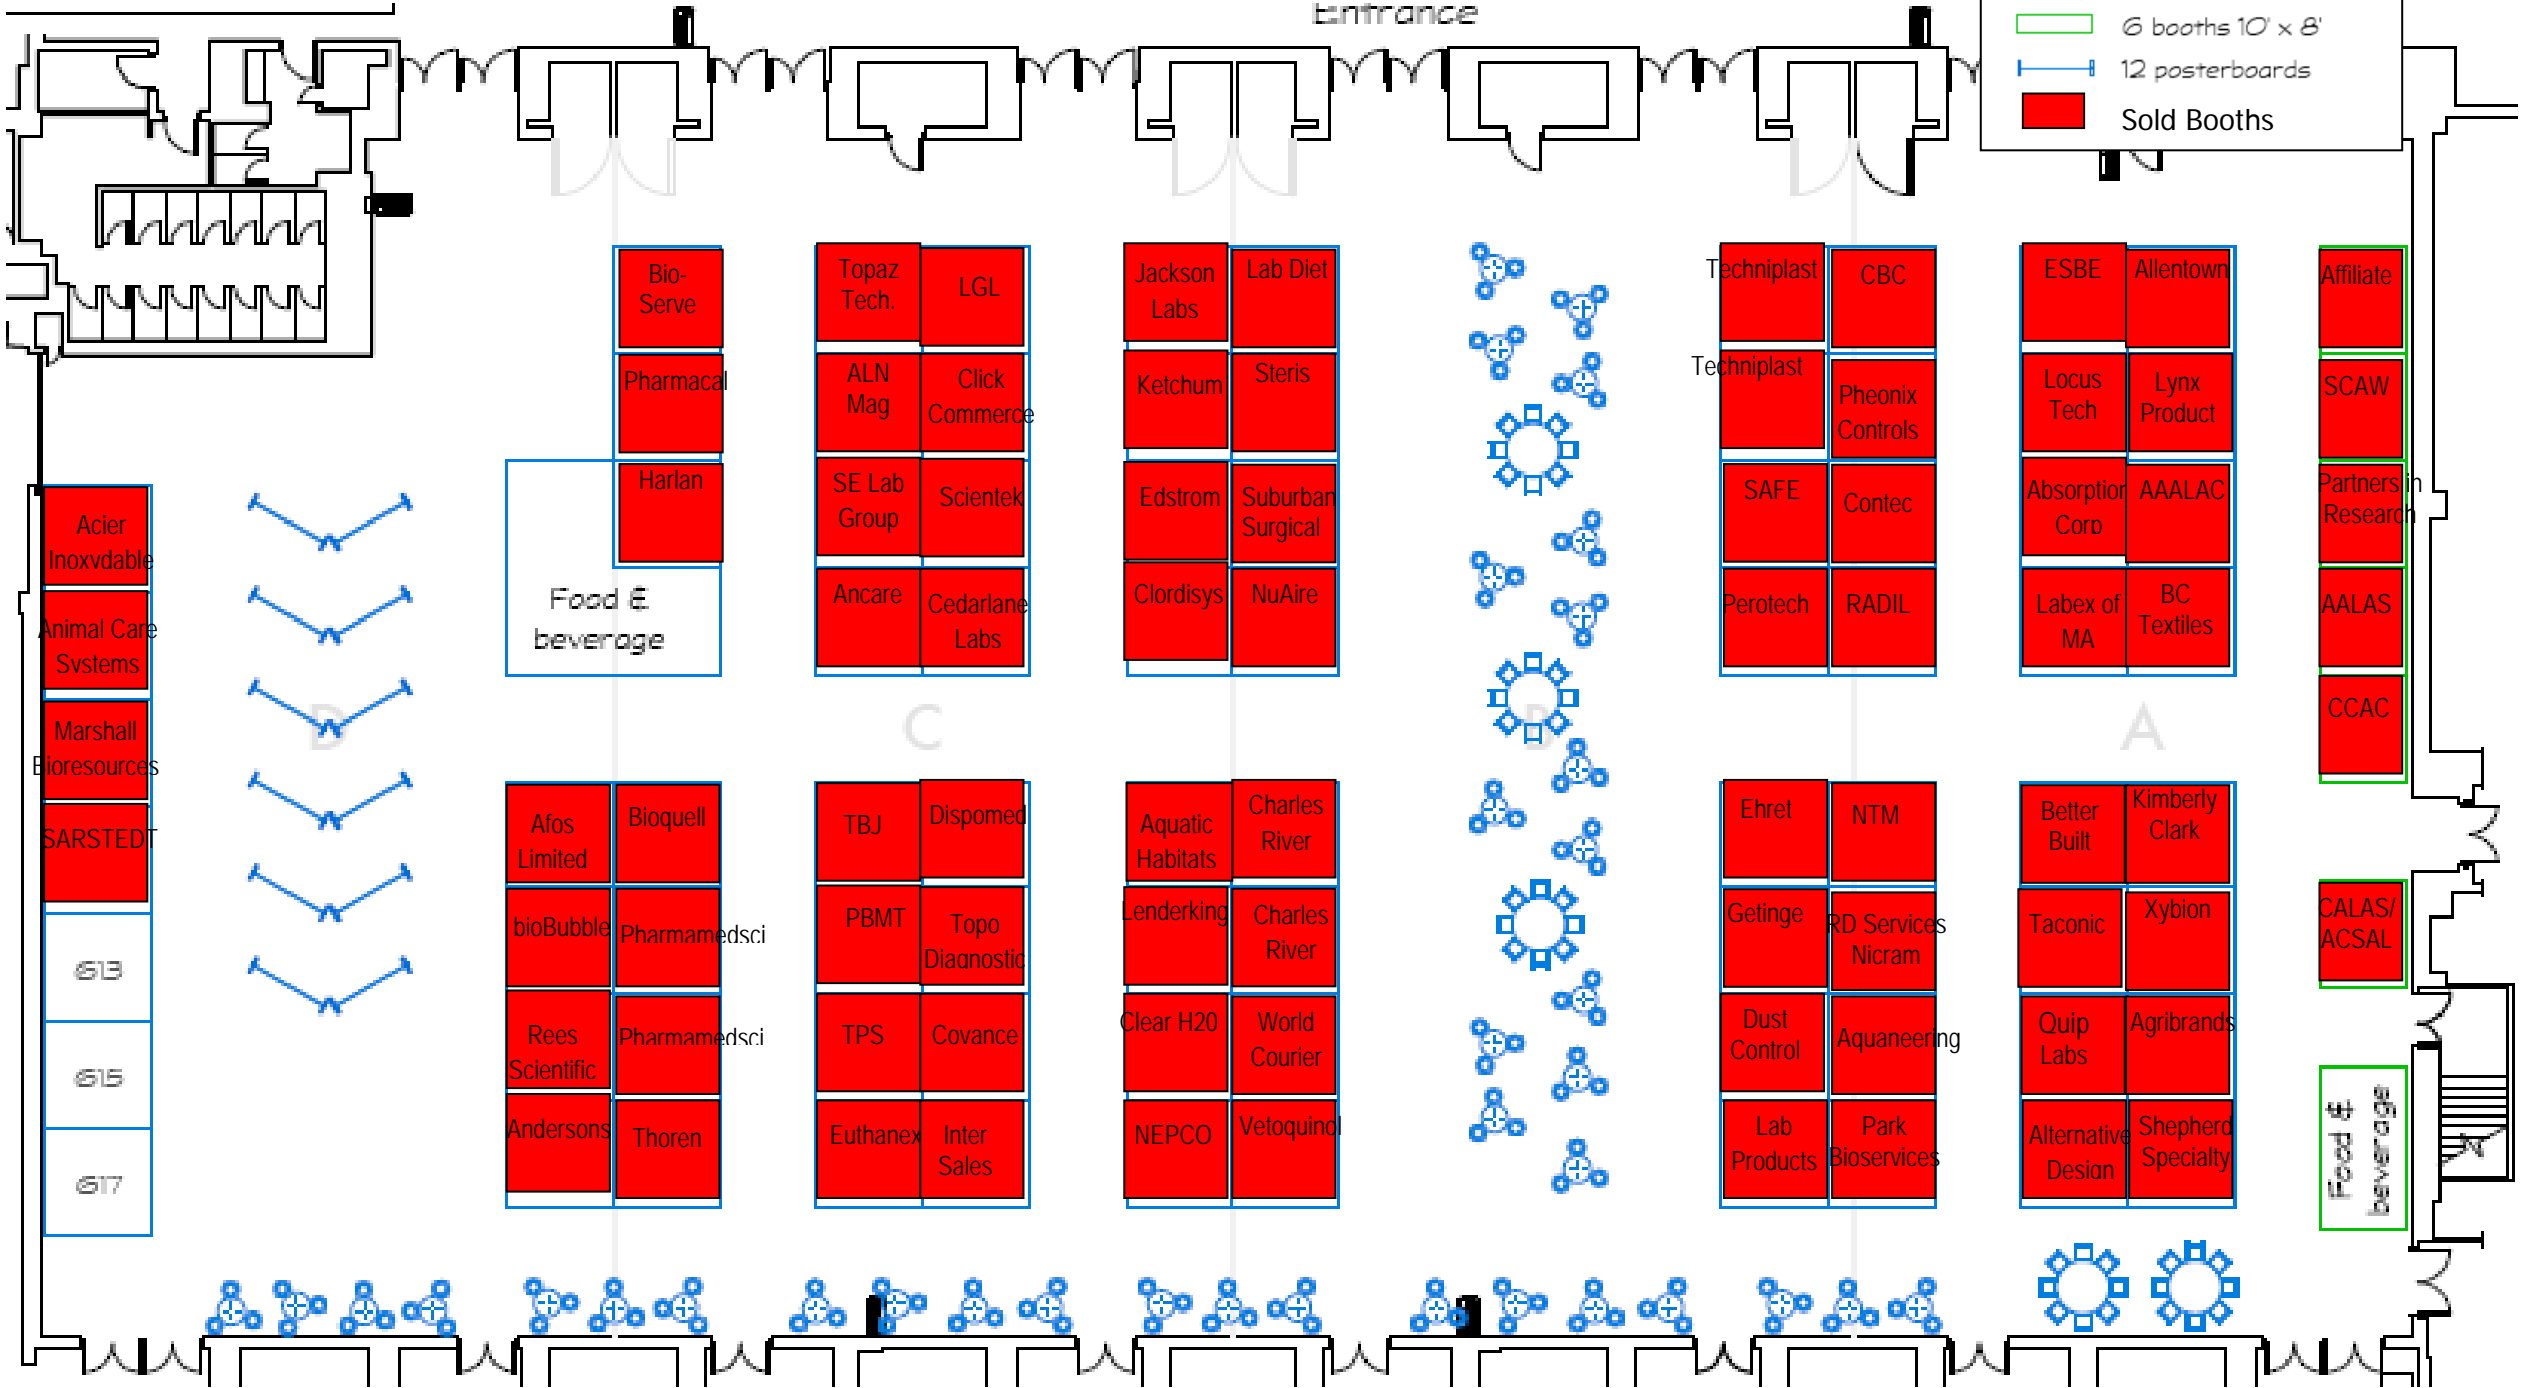 Entrance
6 booths 10' x 8'
12 posterboards
Sold Booths
Bio-
Serve
Pharmacal
Harlan
Food &
beverage
Topaz
Tech.
LGL
ALN
Mag
Click
Commerce
SE Lab
Group
Scientek
Ancare
Cedarlane
Labs
Jackson
Labs
Lab Diet
Ketchum
Steris
Edstrom
Suburban
Surgical
Clordisys
NuAire
Techniplast
CBC
Techniplast
Pheonix
Controls
SAFE
Contec
Perotech
RADIL
ESBE
Allentown
Locus
Tech
Lynx
Product
Absorption
Corp
AAALAC
Labex of
MA
BC
Textiles
Affiliate
SCAW
Partners in
Research
AALAS
CCAC
Acier
Inoxydable
Animal Care
Systems
Marshall
Bioresources
SARSTEDT
613
615
617
D
C
B
A
Afos
Limited
Bioquell
bioBubble
Pharmamedsci
Rees
Scientific
Pharmamedsci
Andersons
Thoren
TBJ
Dispomed
PBMT
Topo
Diagnostic
TPS
Covance
Euthanex
Inter
Sales
Aquatic
Habitats
Charles
River
Lenderking
Charles
River
Clear H20
World
Courier
NEPCO
Vetoquinol
Ehret
NTM
Getinge
RD Services
Nicram
Dust
Control
Aquaneering
Lab
Products
Park
Bioservices
Better
Built
Kimberly
Clark
Taconic
Xybion
Quip
Labs
Agribrands
Alternative
Design
Shepherd
Specialty
CALAS/
ACSAL
Food &
beverage